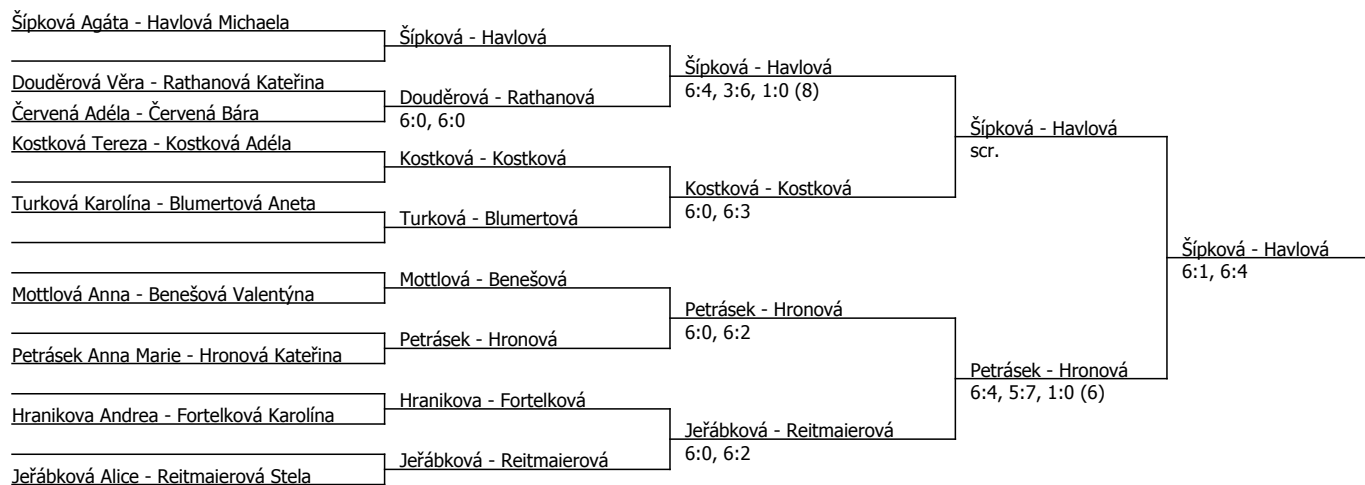 Šípková Agáta - Havlová Michaela
Douděrová Věra - Rathanová Kateřina
Červená Adéla - Červená Bára
Kostková Tereza - Kostková Adéla
Turková Karolína - Blumertová Aneta
Mottlová Anna - Benešová Valentýna
Petrásek Anna Marie - Hronová Kateřina
Hranikova Andrea - Fortelková Karolína
Jeřábková Alice - Reitmaierová Stela
Šípková - Havlová
Douděrová - Rathanová
6:0, 6:0
Kostková - Kostková
Turková - Blumertová
Mottlová - Benešová
Petrásek - Hronová
Hranikova - Fortelková
Jeřábková - Reitmaierová
Šípková - Havlová
6:4, 3:6, 1:0 (8)
Kostková - Kostková
6:0, 6:3
Petrásek - Hronová
6:0, 6:2
Jeřábková - Reitmaierová
6:0, 6:2
Šípková - Havlová
scr.
Petrásek - Hronová
6:4, 5:7, 1:0 (6)
Šípková - Havlová
6:1, 6:4